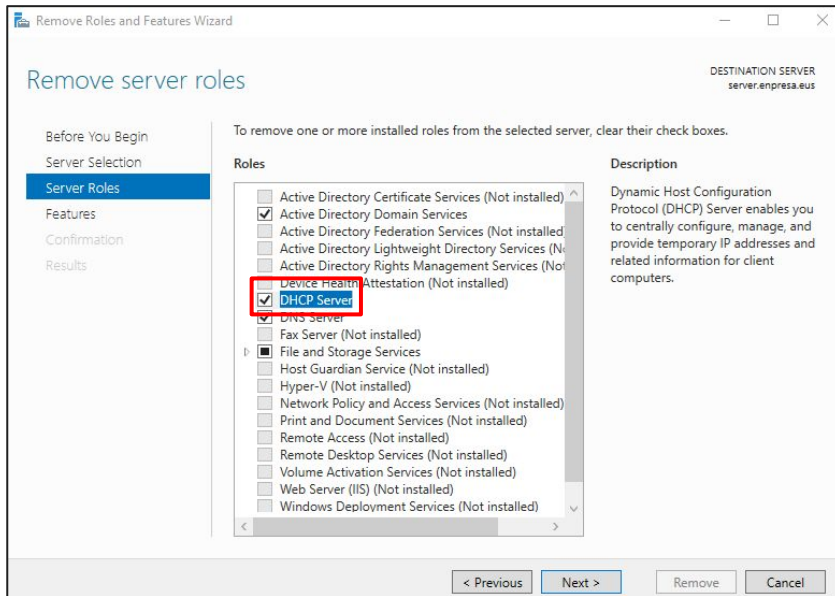 Remove Roles and Features Wizard
Remove server roles
DESTINATION SERVER
server.enpresa.eus
Before You Begin
Server Selection
Server Roles
Features
Confirmation
Results
To remove one or more installed roles from the selected server, clear their check boxes.
Roles
Active Directory Certificate Services (Not installed)
Active Directory Domain Services
Active Directory Federation Services (Not installed
Active Directory Lightweight Directory Services (N
Active Directory Rights Management Services (Not
Device Health Attestation (Not installed)
DHCP Server
DNS Server
Fax Server (Not installed)
File and Storage Services
Host Guardian Service (Not installed)
Hyper-V (Not installed)
Network Policy and Access Services (Not installed)
Print and Document Services (Not installed)
Remote Access (Not installed)
Remote Desktop Services (Not installed)
Volume Activation Services (Not installed)
Web Server (IIS) (Not installed)
Windows Deployment Services (Not installed)
Description
Dynamic Host Configuration
Protocol (DHCP) Server enables you
to centrally configure, manage, and
provide temporary IP addresses and
related information for client
computers.
< Previous
Next >
Remove
Cancel